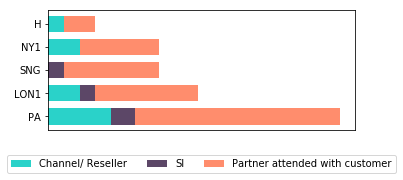 H
NY1
SNG
LON1
PA
Channel/ Reseller SI Partner attended with customer